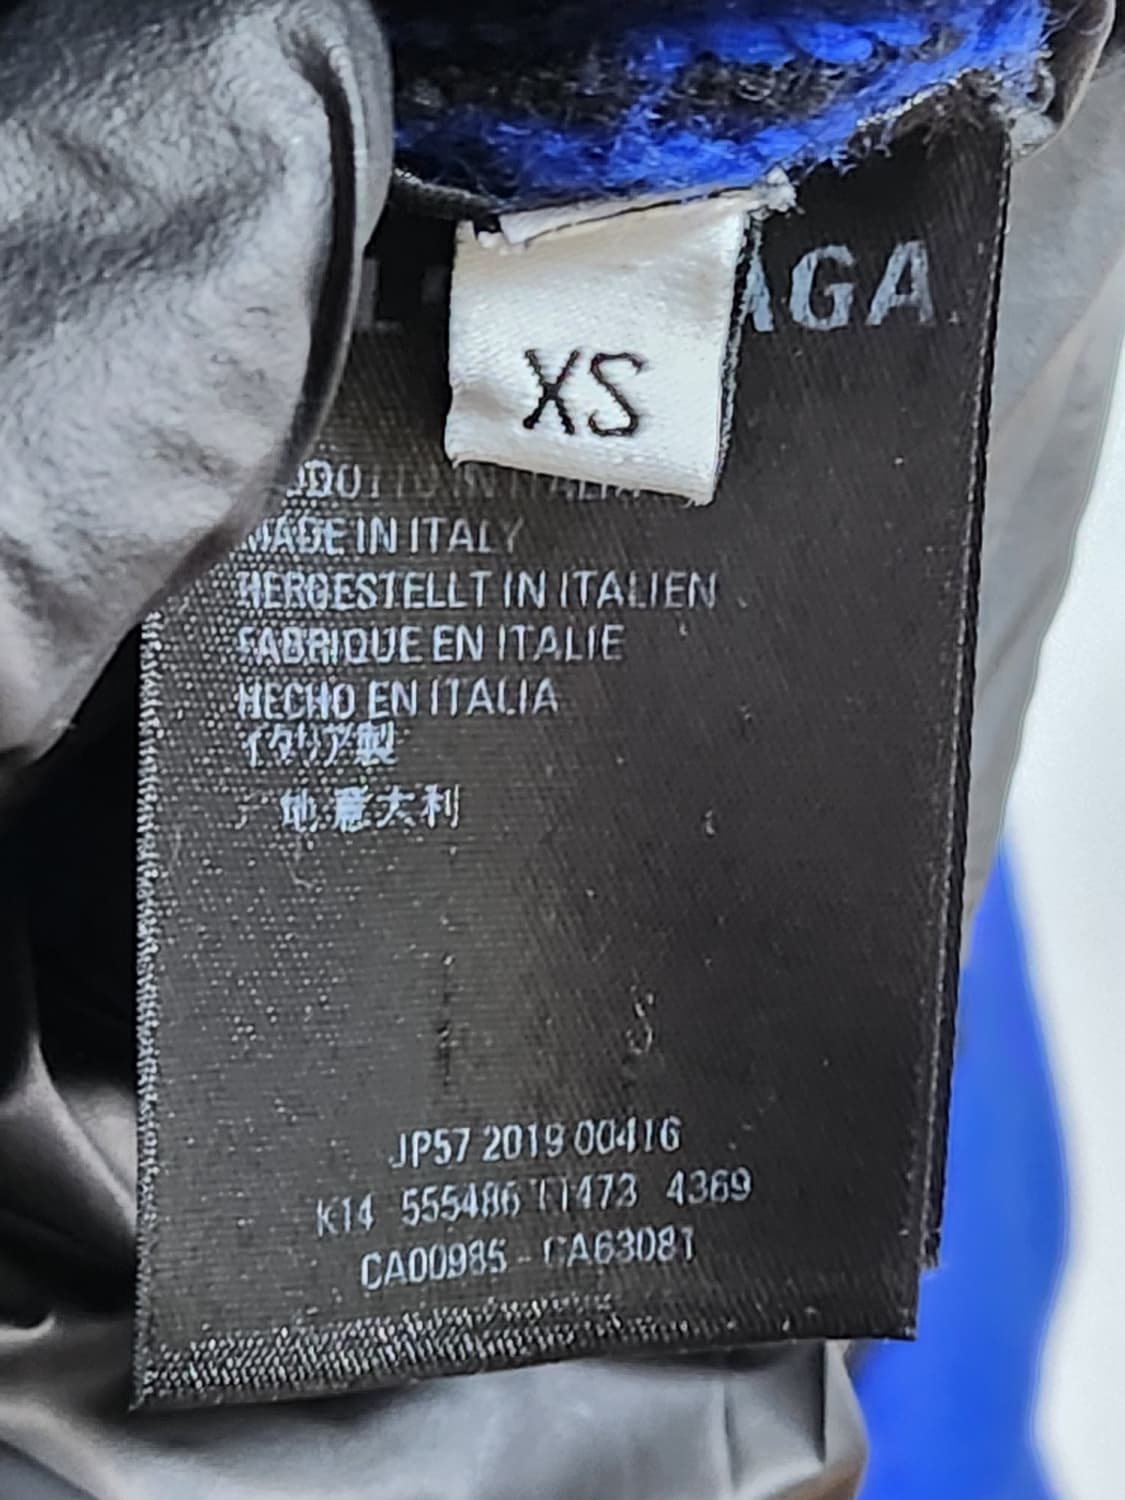 AGA
XS
MADE IN ITALY
HERGESTELLT IN ITALIEN
FABRIQUE EN ITALIE
HECHO EN ITALIA
イタリア製
地 意大利
JP57 2019 00416
K14 555486 T1473 4369
CA00985 - CA63081